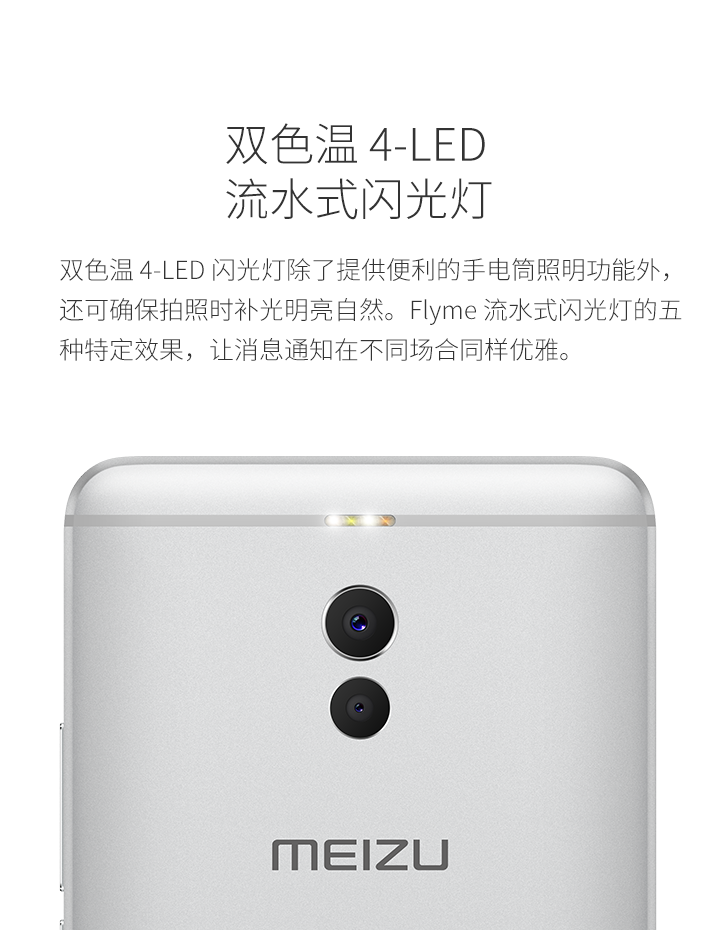 双色温 4-LED
流水式闪光灯
双色温 4-LED 闪光灯除了提供便利的手电筒照明功能外，
还可确保拍照时补光明亮自然。Flyme 流水式闪光灯的五
种特定效果，让消息通知在不同场合同样优雅。
MEIZU